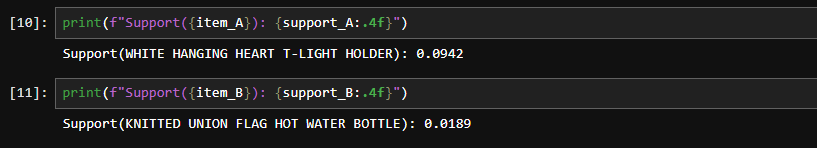 [10]: print(f"Support({item_A}): {support_A:.4f}")
Support(WHITE HANGING HEART T-LIGHT HOLDER): 0.0942
[11]: print(f"Support({item_B}): {support_B:.4f}")
Support(KNITTED UNION FLAG HOT WATER BOTTLE): 0.0189